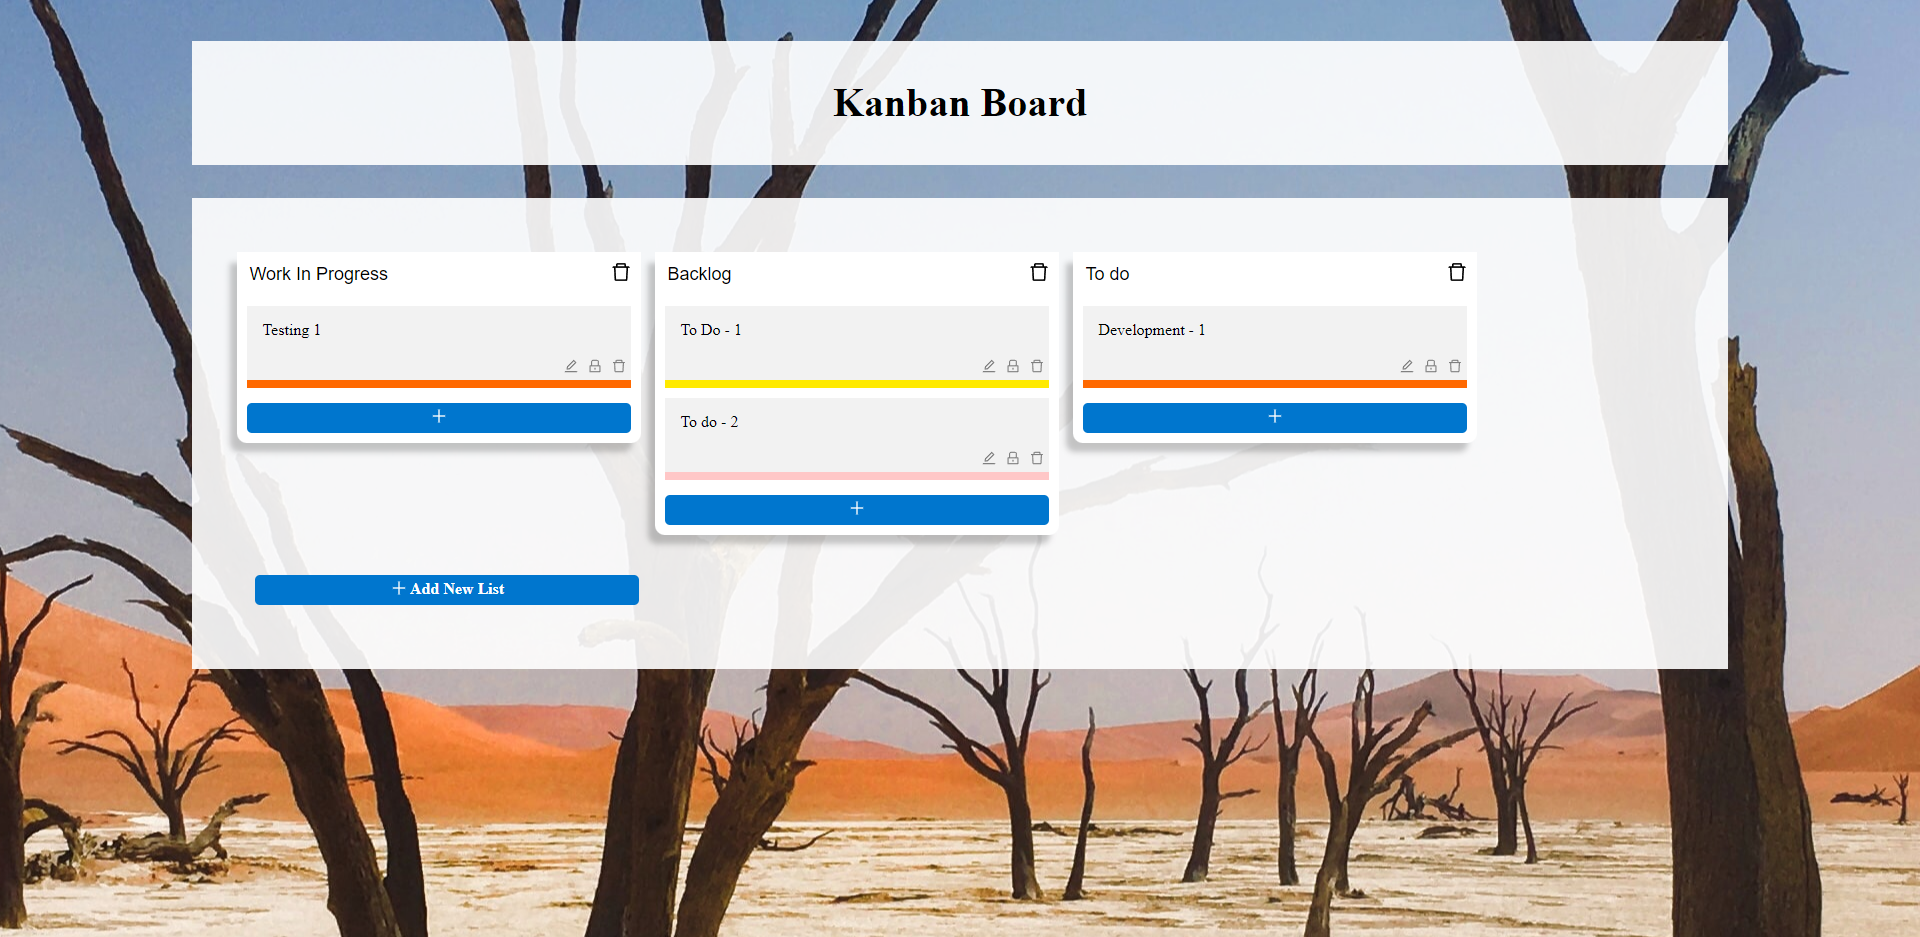 Kanban Board
Work In Progress
Testing 1
Backlog
To Do - 1
To do - 2
To do
Development - 1
Add New List